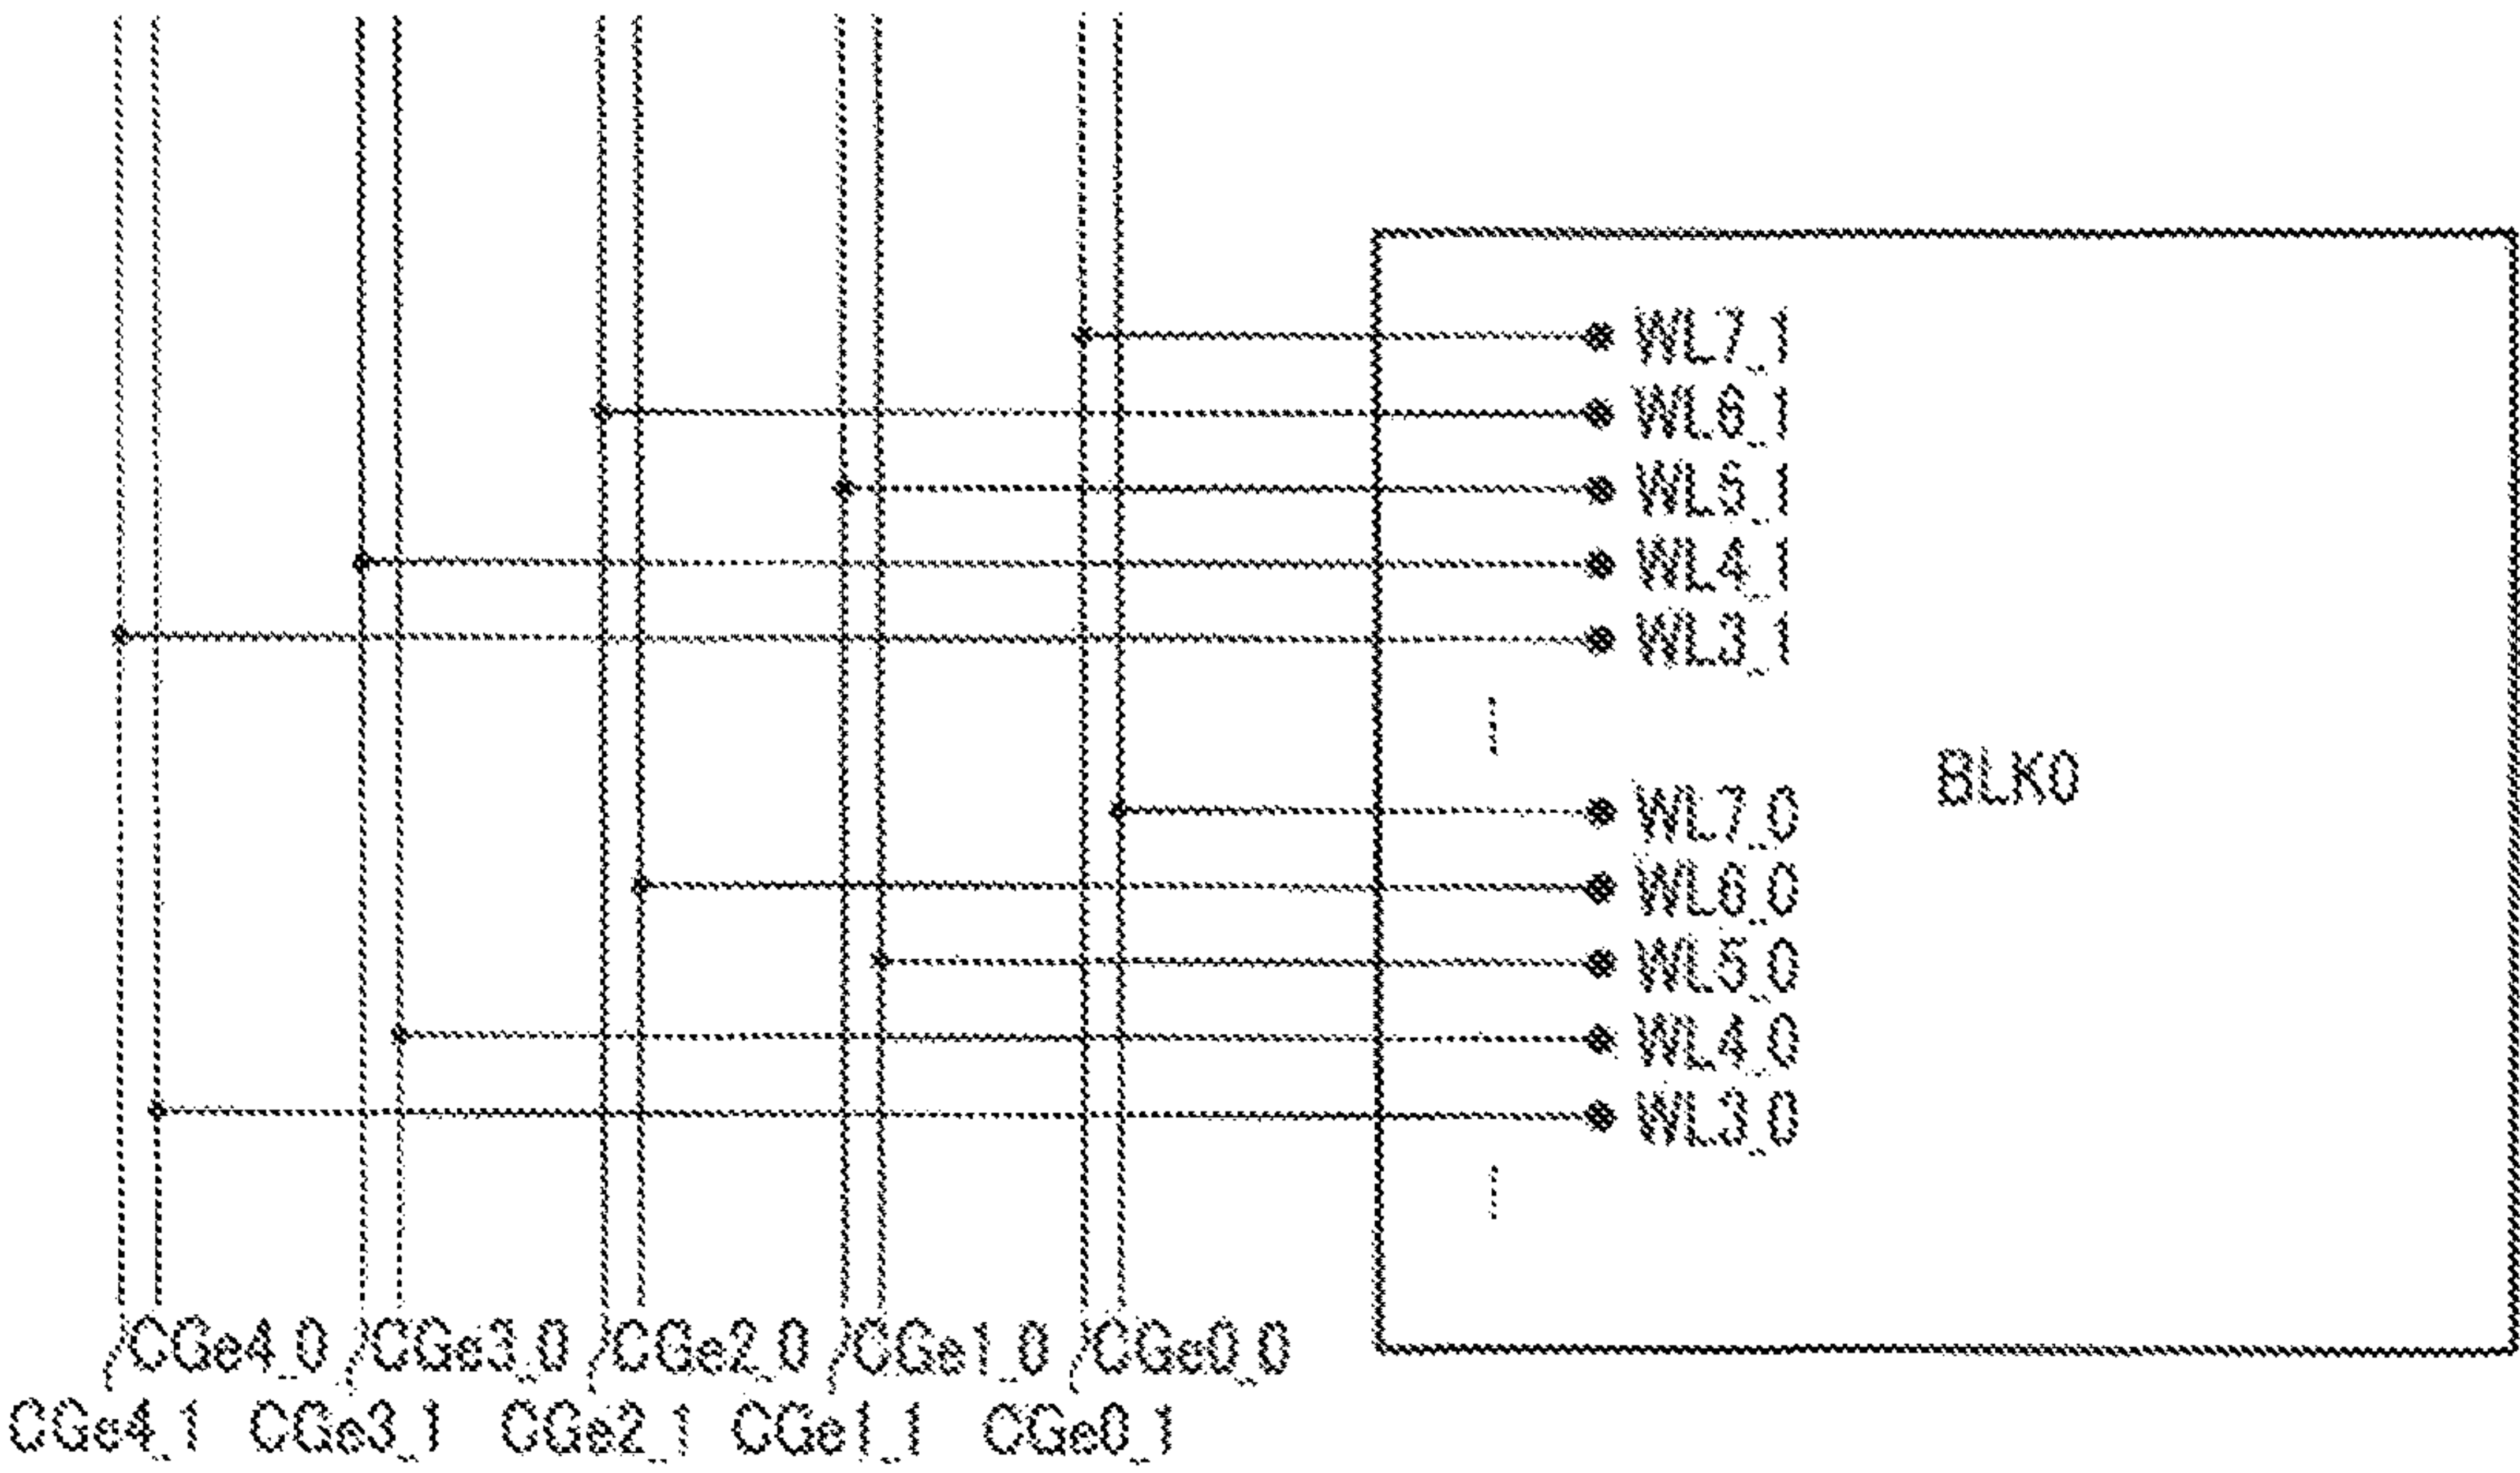 WL7_1
WL6_1
WL5_1
WL4_1
WL3_1
BLK0
WL7_0
WL6_0
WL5_0
WL4_0
WL3_0
CGe4_0 CGe3_0 CGe2_0 CGe1_0 CGe0_0
CGe4_1 CGe3_1 CGe2_1 CGe1_1 CGe0_1